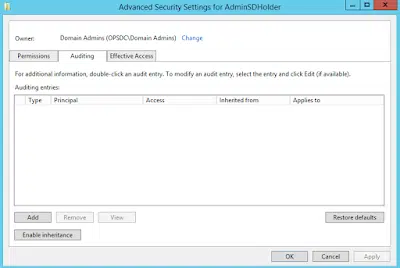 Advanced Security Settings for AdminSDHolder
Owner: Domain Admins (OPSDC\Domain Admins) Change
Permissions Auditing Effective Access
For additional information, double-click an audit entry. To modify an audit entry, select the entry and click Edit (if available).
Auditing entries:
Type Principal Access Inherited from Applies to
Add Remove View Restore defaults
Enable inheritance
OK Cancel Apply